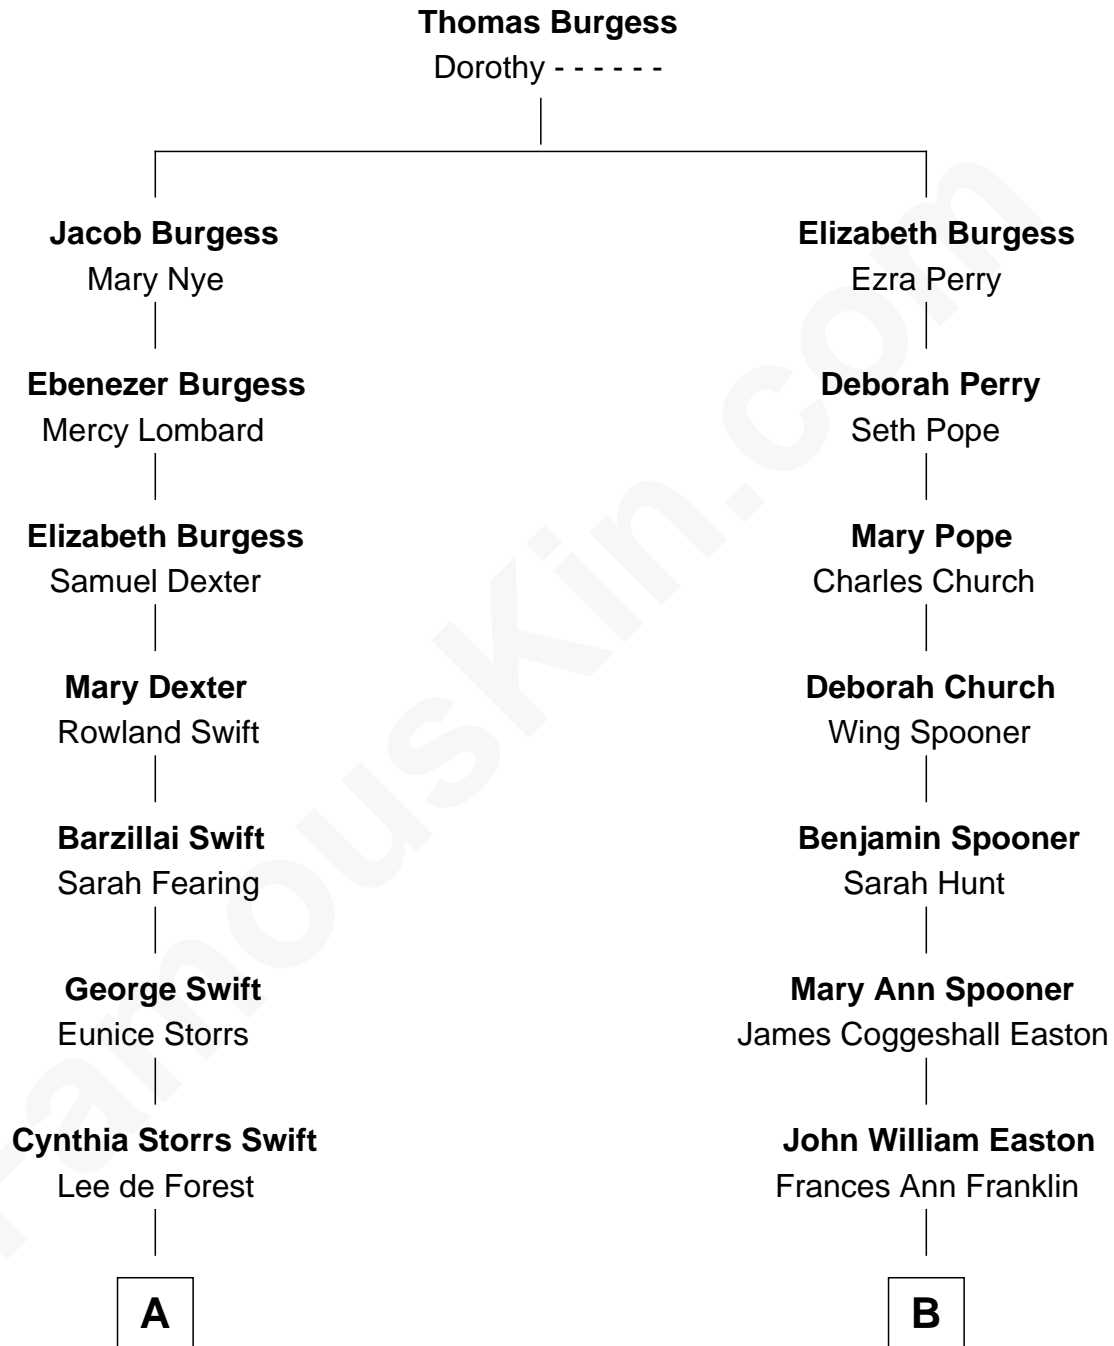 Thomas Burgess
Dorothy - - - - - -
Jacob Burgess
Mary Nye
Elizabeth Burgess
Ezra Perry
Ebenezer Burgess
Mercy Lombard
Deborah Perry
Seth Pope
Elizabeth Burgess
Samuel Dexter
Mary Pope
Charles Church
Mary Dexter
Rowland Swift
Deborah Church
Wing Spooner
Barzillai Swift
Sarah Fearing
Benjamin Spooner
Sarah Hunt
George Swift
Eunice Storrs
Mary Ann Spooner
James Coggeshall Easton
Cynthia Storrs Swift
Lee de Forest
John William Easton
Frances Ann Franklin
A
B
FamousKin.com